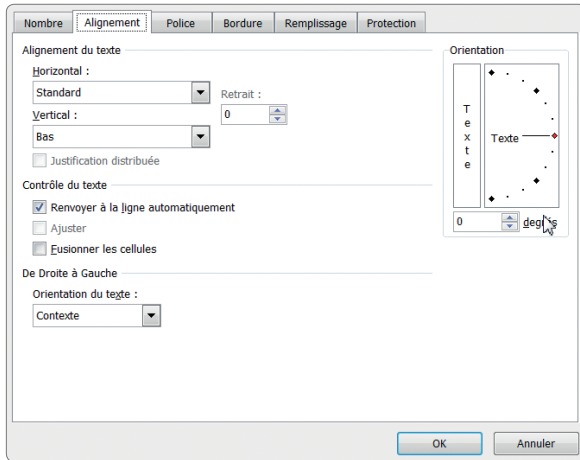 Nombre Alignement Police Bordure Remplissage Protection
Alignement du texte
Horizontal :
Standard
Retrait :
0
Vertical :
Bas
Justification distribuée
Contrôle du texte
Renvoyer à la ligne automatiquement
Ajuster
Fusionner les cellules
De Droite à Gauche
Orientation du texte :
Contexte
Orientation
Texte
Texte
0 degrés
OK Annuler